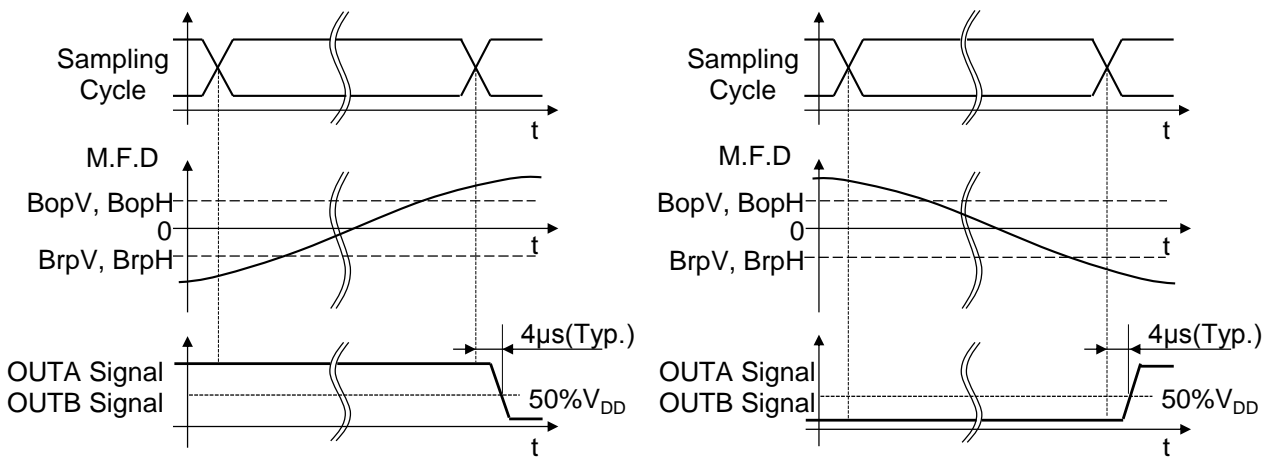 Sampling
Cycle
t
M.F.D
BopV, BopH
0
t
BrpV, BrpH
4μs(Typ.)
OUTA Signal
OUTB Signal
50%VDD
t
Sampling
Cycle
t
M.F.D
BopV, BopH
0
t
BrpV, BrpH
4μs(Typ.)
OUTA Signal
OUTB Signal
50%VDD
t